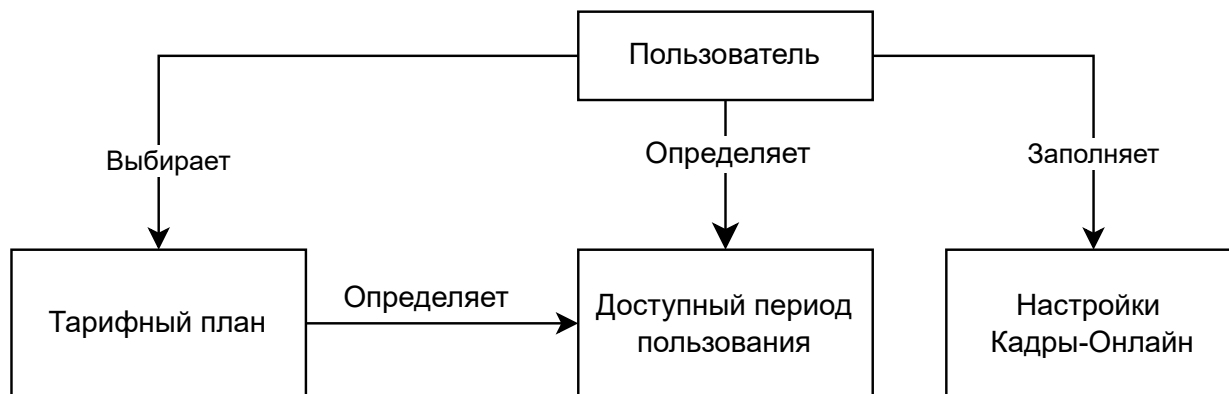 Пользователь
Выбирает
Определяет
Заполняет
Тарифный план
Определяет
Доступный период
пользования
Настройки
Кадры-Онлайн